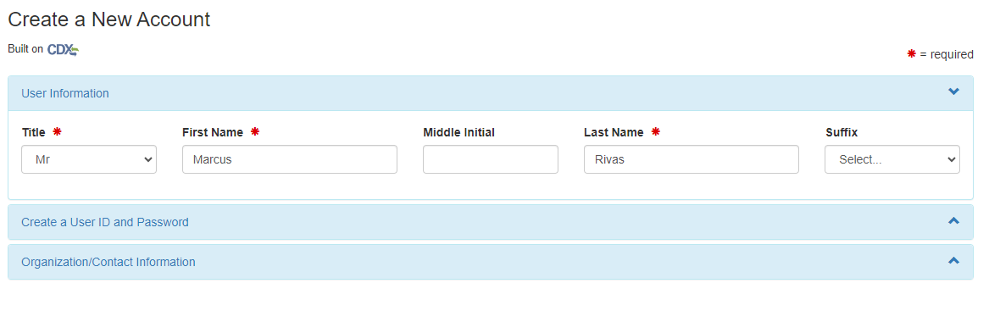 Create a New Account
Built on CDX
* = required
User Information
Title * First Name * Middle Initial Last Name * Suffix
Mr Marcus Rivas Select...
Create a User ID and Password
Organization/Contact Information